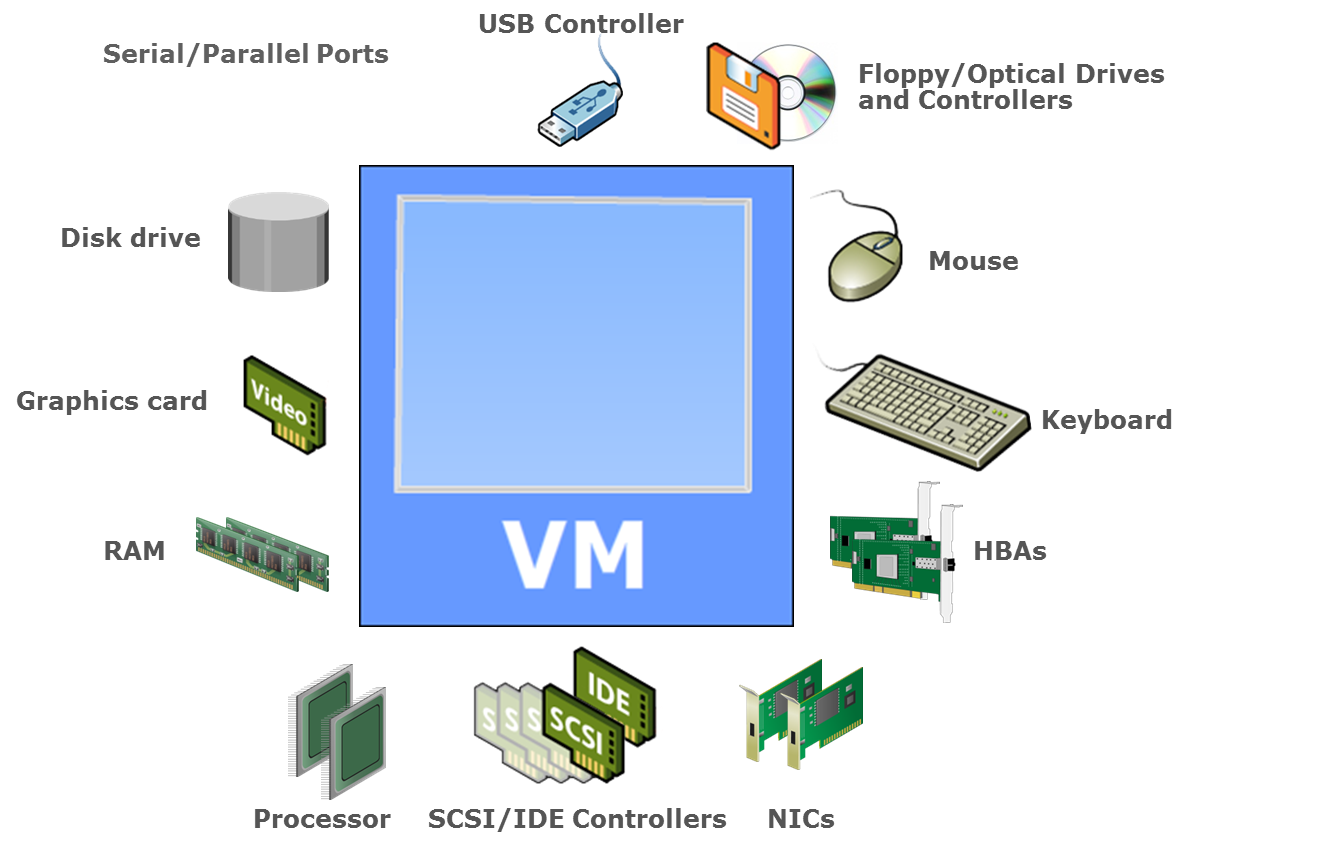 USB Controller
Serial/Parallel Ports
Floppy/Optical Drives
and Controllers
Disk drive
Mouse
Graphics card
Video
Keyboard
RAM
HBAs
VM
IDE
S S S SCSI
Processor
SCSI/IDE Controllers
NICs